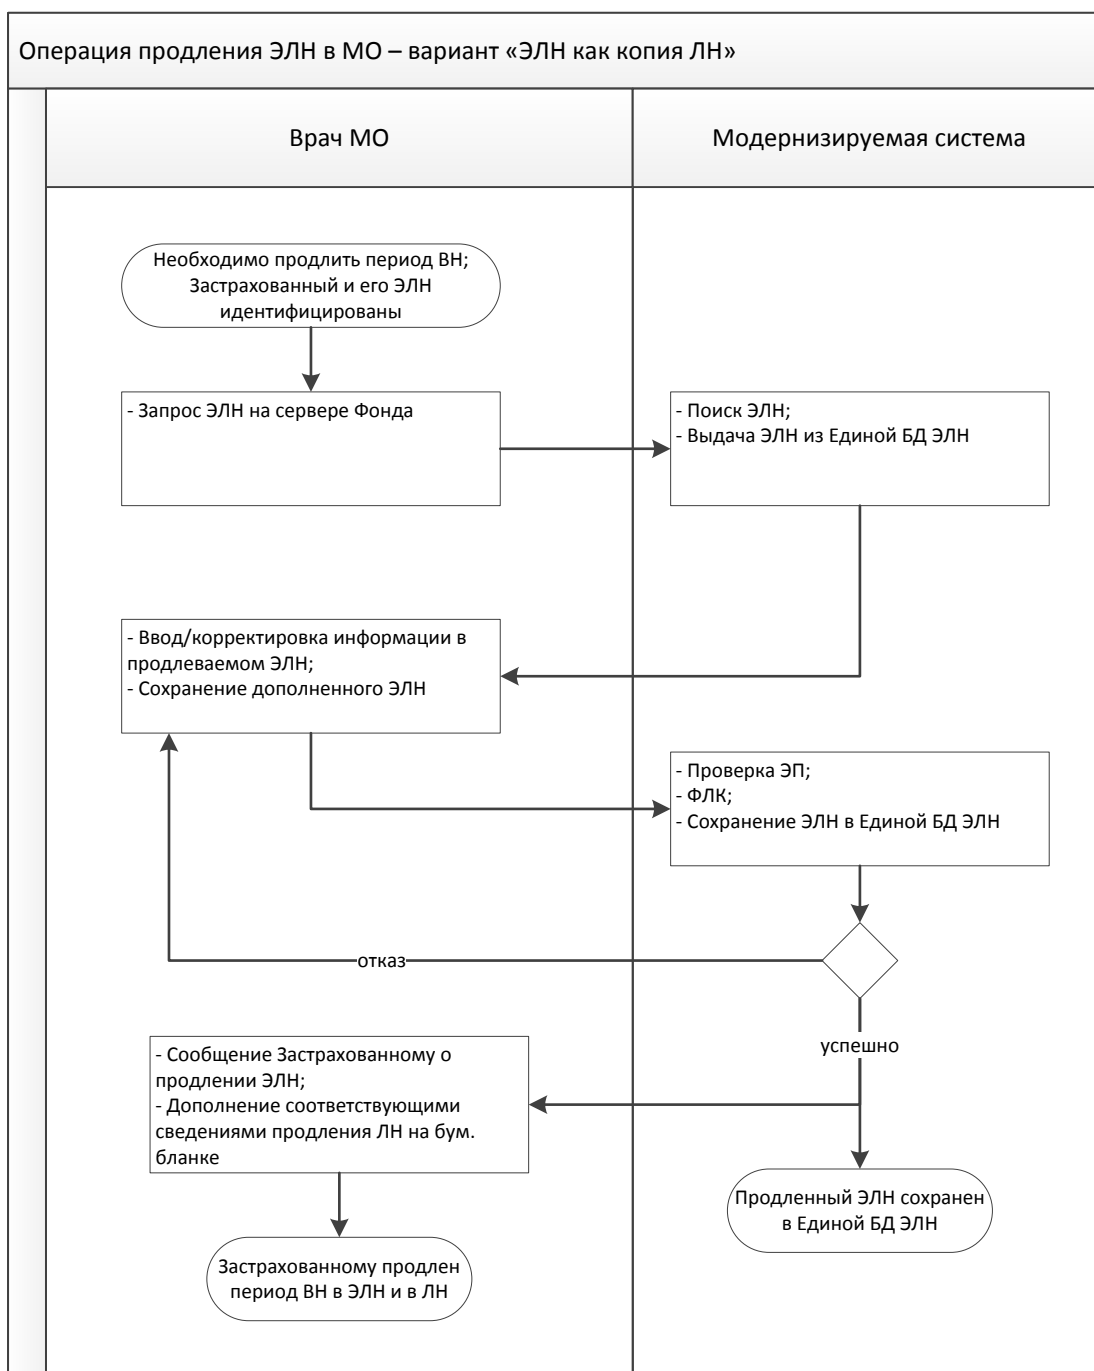 Операция продления ЭЛН в МО – вариант «ЭЛН как копия ЛН»
Врач МО
Модернизируемая система
Необходимо продлить период ВН;
Застрахованный и его ЭЛН
идентифицированы
- Запрос ЭЛН на сервере Фонда
- Поиск ЭЛН;
- Выдача ЭЛН из Единой БД ЭЛН
- Ввод/корректировка информации в
продлеваемом ЭЛН;
- Сохранение дополненного ЭЛН
- Проверка ЭП;
- ФЛК;
- Сохранение ЭЛН в Единой БД ЭЛН
отказ
успешно
- Сообщение Застрахованному о
продлении ЭЛН;
- Дополнение соответствующими
сведениями продления ЛН на бум.
бланке
Продленный ЭЛН сохранен
в Единой БД ЭЛН
Застрахованному продлен
период ВН в ЭЛН и в ЛН